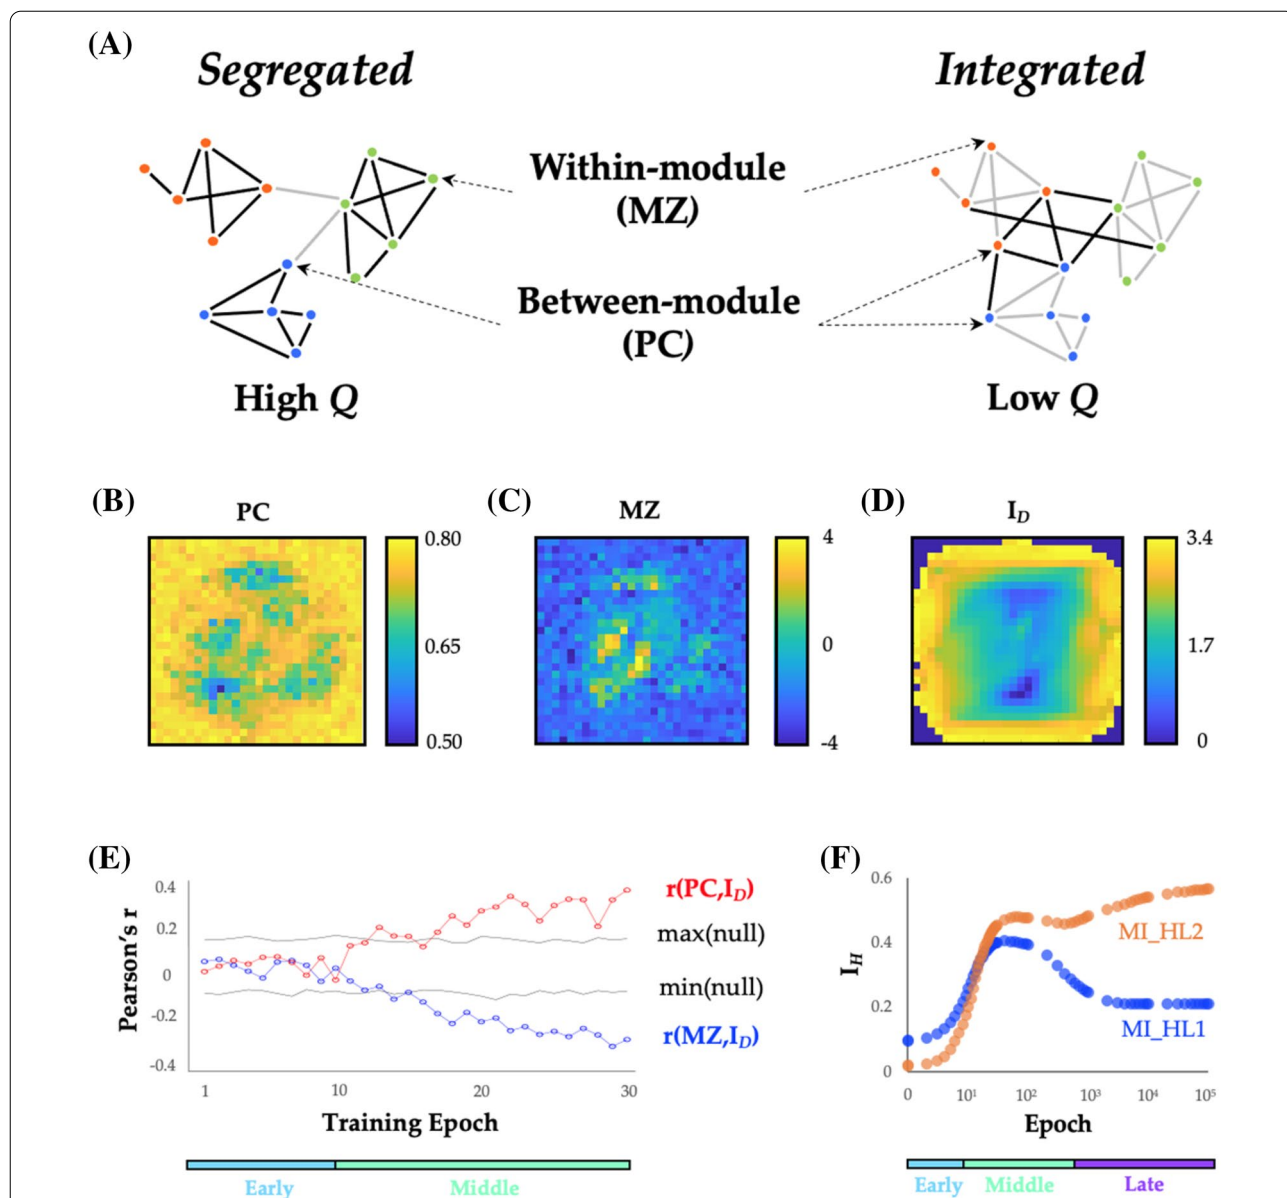 (A)
Segregated
Integrated
Within-module
(MZ)
Between-module
(PC)
High Q
Low Q
(B)
PC
0.80
0.65
0.50
(C)
MZ
4
0
-4
(D)
I_D
3.4
1.7
0
(E)
Pearson's r
0.4
0.2
0
-0.2
-0.4
r(PC,I_D)
max(null)
min(null)
r(MZ,I_D)
1
10
20
30
Training Epoch
Early
Middle
(F)
I_H
0.6
0.4
0.2
0
MI_HL2
MI_HL1
0
10¹
10²
10³
10⁴
10⁵
Epoch
Early
Middle
Late